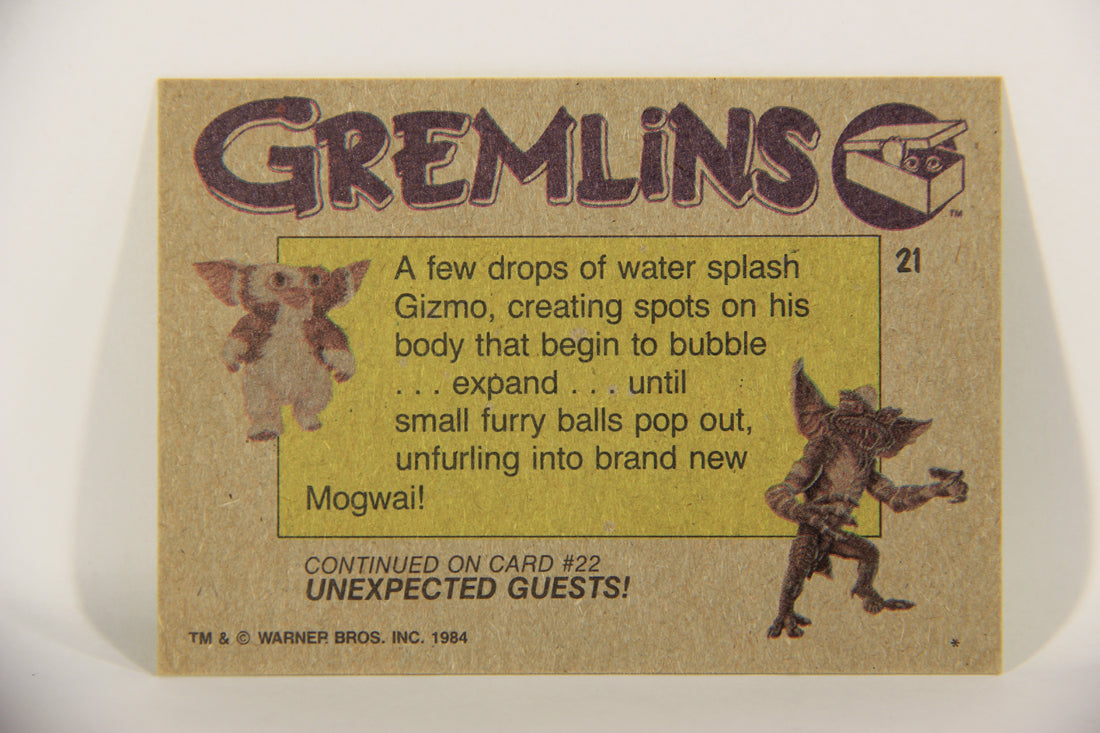 GREMLiNS
TM
21
A few drops of water splash
Gizmo, creating spots on his
body that begin to bubble
. . . expand . . . until
small furry balls pop out,
unfurling into brand new
Mogwai!
CONTINUED ON CARD #22
UNEXPECTED GUESTS!
TM & © WARNER BROS. INC. 1984
*